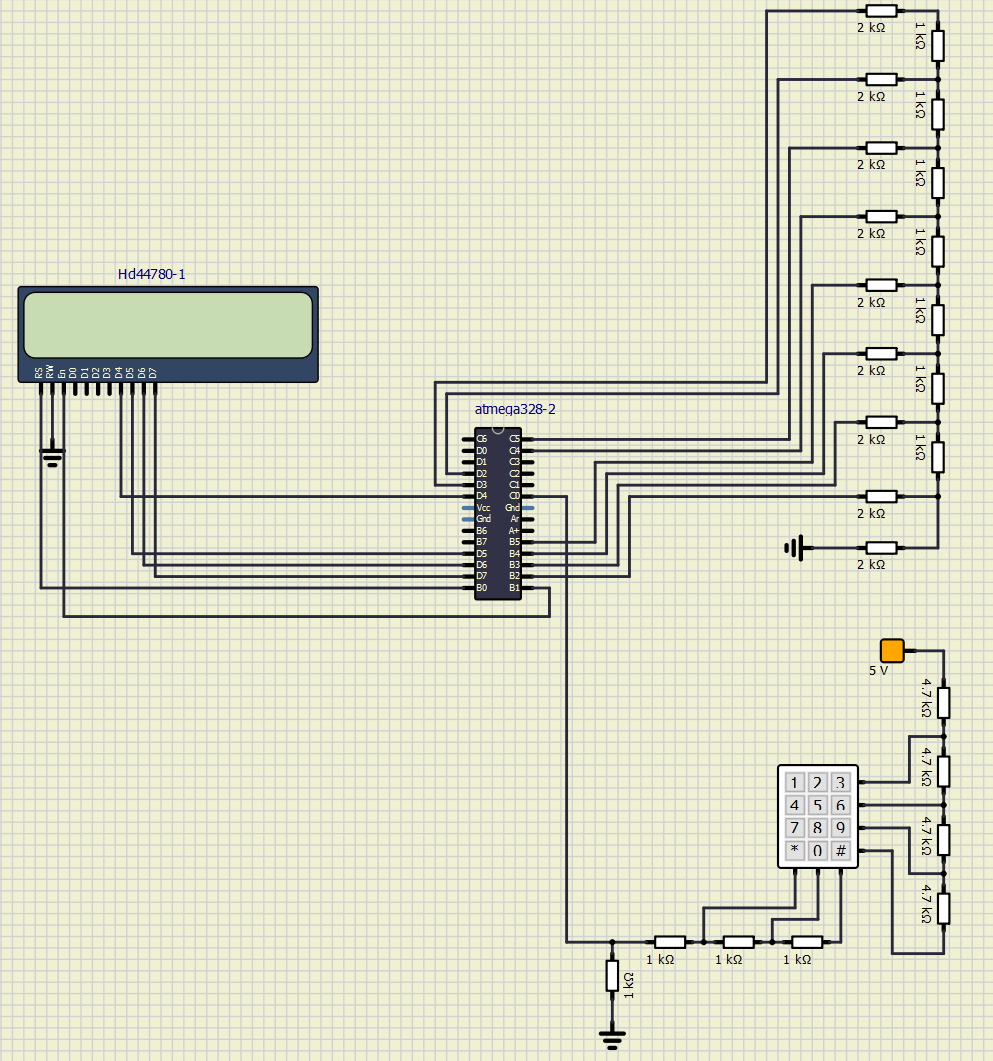 2 kΩ
1 kΩ
2 kΩ
1 kΩ
2 kΩ
1 kΩ
2 kΩ
1 kΩ
2 kΩ
1 kΩ
2 kΩ
1 kΩ
2 kΩ
1 kΩ
2 kΩ
2 kΩ
Hd44780-1
RS RW En D0 D1 D2 D3 D4 D5 D6 D7
atmega328-2
C6 C5
D0 C4
D1 C3
D2 C2
D3 C1
D4 C0
Vcc Gnd
Gnd Ar
B6 A+
B7 B5
D5 B4
D6 B3
D7 B2
B0 B1
5 V
4.7 kΩ
4.7 kΩ
4.7 kΩ
4.7 kΩ
1 2 3
4 5 6
7 8 9
* 0 #
1 kΩ 1 kΩ 1 kΩ
1 kΩ